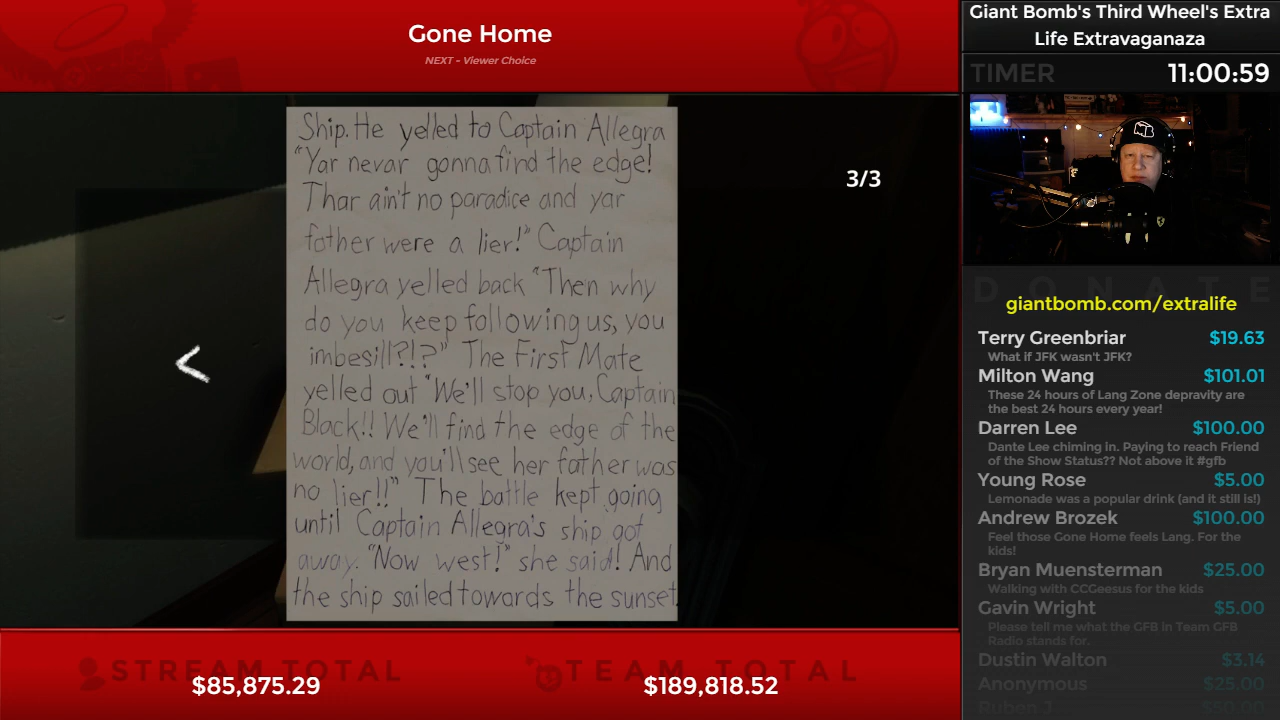 Gone Home
NEXT - Viewer Choice
Ship. He yelled to Captain Allegra
"Yar nevar gonna find the edge!
Thar ain't no paradice and yar
father were a lier!" Captain
Allegra yelled back "Then why
do you keep following us, you
imbesill?!?" The First Mate
yelled out "We'll stop you, Captain
Black!! We'll find the edge of the
world, and you'll see her father was
no lier!!" The battle kept going
until Captain Allegra's ship got
away. "Now west!" she said! And
the ship sailed towards the sunset.
3/3
<
STREAM TOTAL
$85,875.29
TEAM TOTAL
$189,818.52
Giant Bomb's Third Wheel's Extra
Life Extravaganaza
TIMER
11:00:59
DONATE
giantbomb.com/extralife
Terry Greenbriar $19.63
What if JFK wasn't JFK?
Milton Wang $101.01
These 24 hours of Lang Zone depravity are
the best 24 hours every year!
Darren Lee $100.00
Dante Lee chiming in. Paying to reach Friend
of the Show Status?? Not above it #gfb
Young Rose $5.00
Lemonade was a popular drink (and it still is!)
Andrew Brozek $100.00
Feel those Gone Home feels Lang. For the
kids!
Bryan Muensterman $25.00
Walking with CCGeesus for the kids
Gavin Wright $5.00
Please tell me what the GFB in Team GFB
Radio stands for.
Dustin Walton $3.14
Anonymous $25.00
Ruben J $50.00